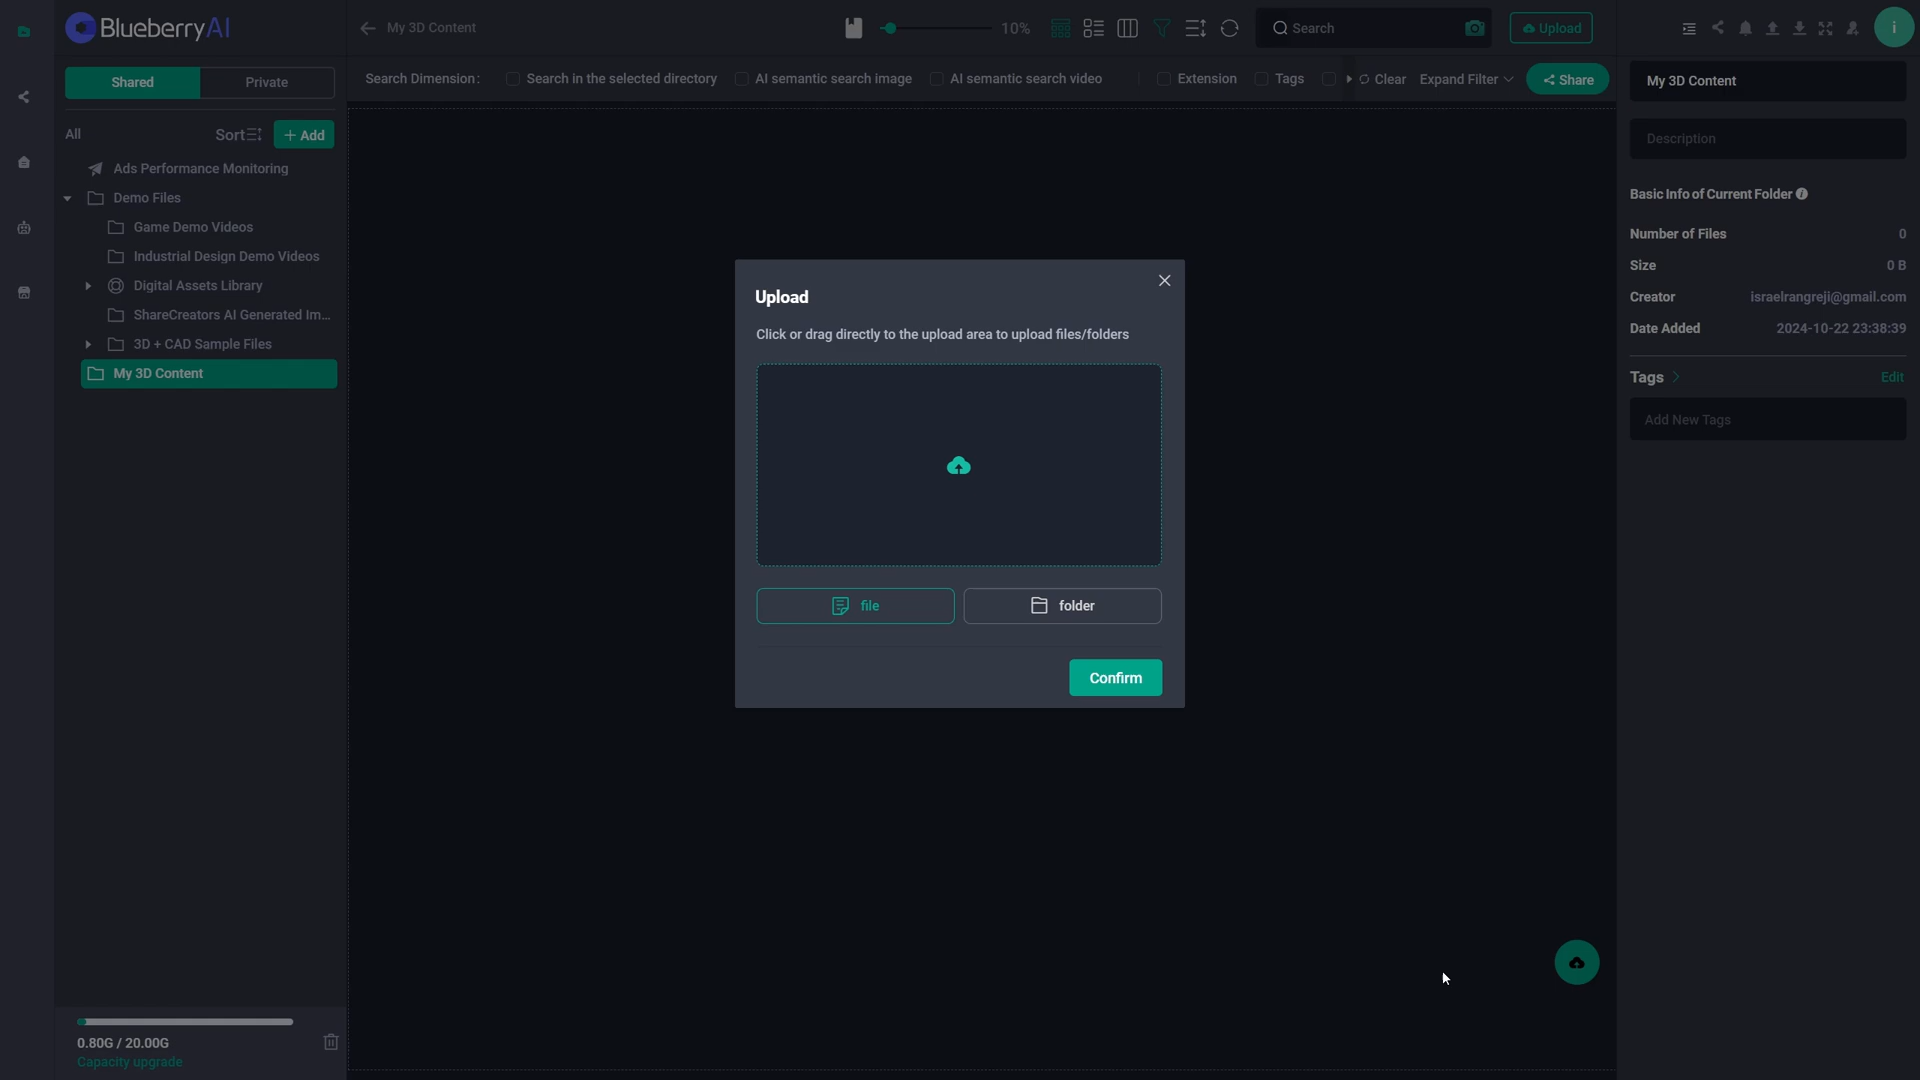 BlueberryAI
My 3D Content
10%
Search
Upload
i
Shared
Private
Search Dimension:
Search in the selected directory
AI semantic search image
AI semantic search video
Extension
Tags
Clear
Expand Filter
Share
My 3D Content
All
Sort
+ Add
Description
Ads Performance Monitoring
Demo Files
Game Demo Videos
Industrial Design Demo Videos
Digital Assets Library
ShareCreators AI Generated Im...
3D + CAD Sample Files
My 3D Content
Upload
Click or drag directly to the upload area to upload files/folders
file
folder
Confirm
Basic Info of Current Folder
Number of Files 0
Size 0 B
Creator israelrangreji@gmail.com
Date Added 2024-10-22 23:38:39
Tags
Edit
Add New Tags
0.80G / 20.00G
Capacity upgrade